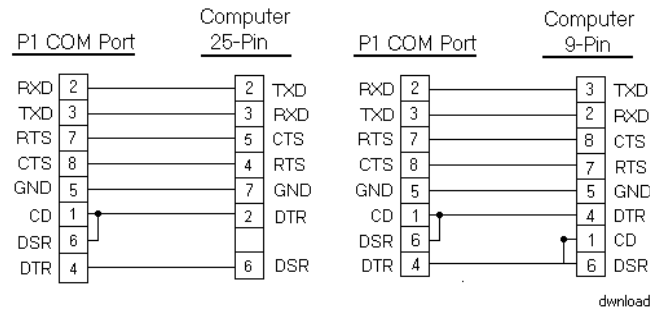 P1 COM Port Computer 25-Pin
RXD 2 2 TXD
TXD 3 3 RXD
RTS 7 5 CTS
CTS 8 4 RTS
GND 5 7 GND
CD 1 2 DTR
DSR 6
DTR 4 6 DSR
P1 COM Port Computer 9-Pin
RXD 2 3 TXD
TXD 3 2 RXD
RTS 7 8 CTS
CTS 8 7 RTS
GND 5 5 GND
CD 1 4 DTR
DSR 6 1 CD
DTR 4 6 DSR
dwnload